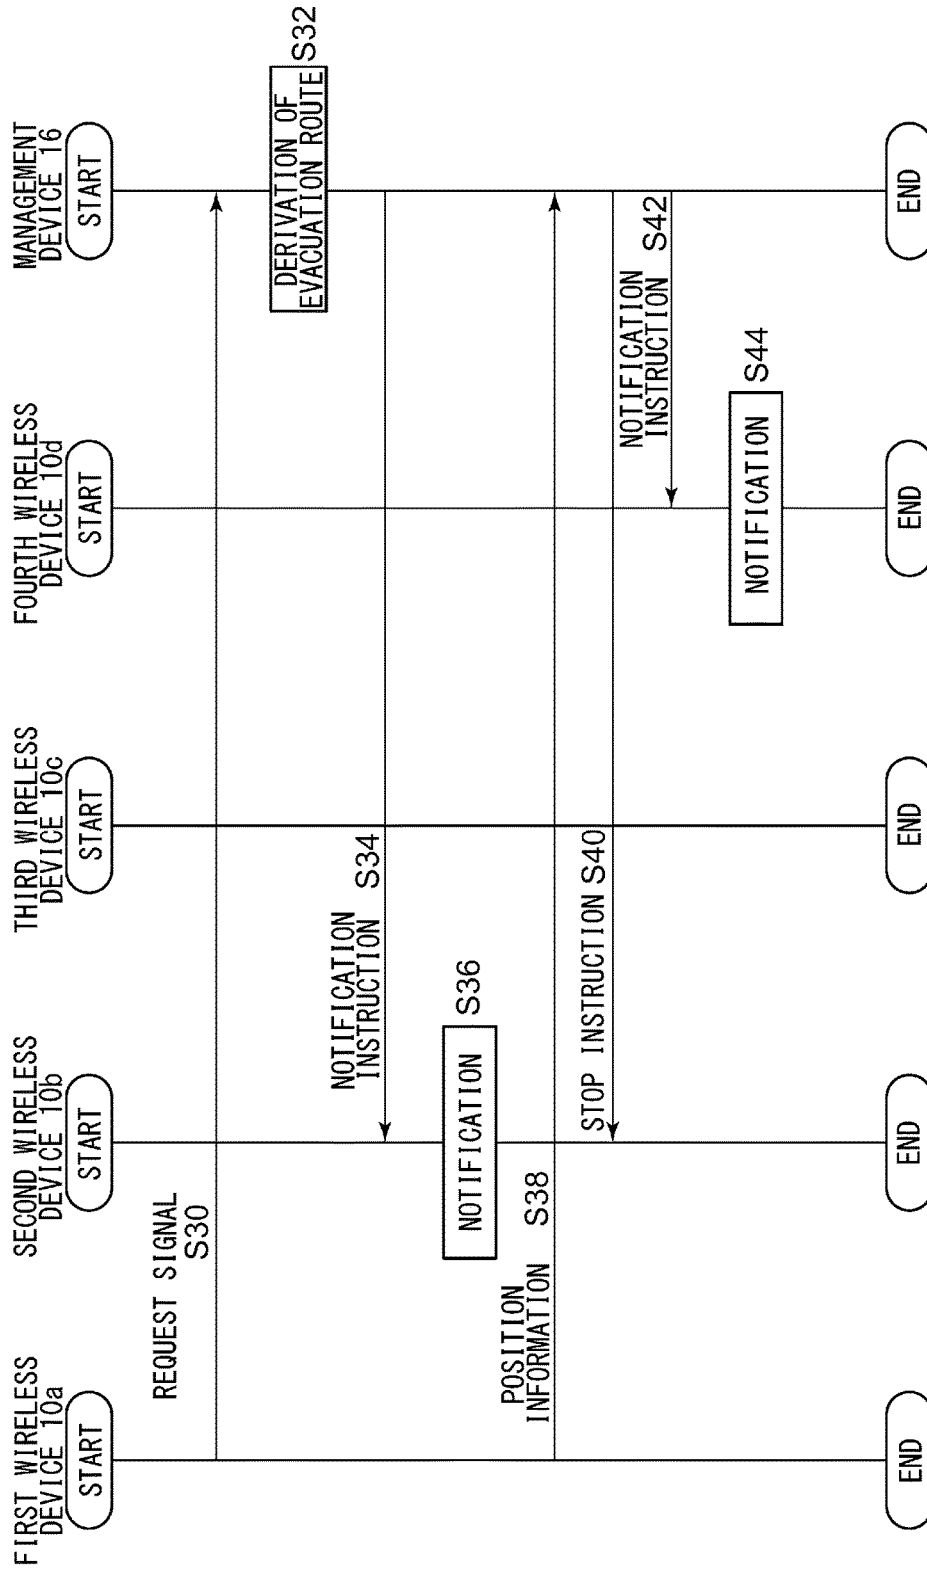 FIRST WIRELESS
DEVICE 10a
SECOND WIRELESS
DEVICE 10b
THIRD WIRELESS
DEVICE 10c
FOURTH WIRELESS
DEVICE 10d
MANAGEMENT
DEVICE 16
START
START
START
START
START
REQUEST SIGNAL
S30
DERIVATION OF
EVACUATION ROUTE
S32
NOTIFICATION
INSTRUCTION S34
NOTIFICATION
S36
POSITION
INFORMATION S38
STOP INSTRUCTION S40
NOTIFICATION
INSTRUCTION S42
NOTIFICATION
S44
END
END
END
END
END